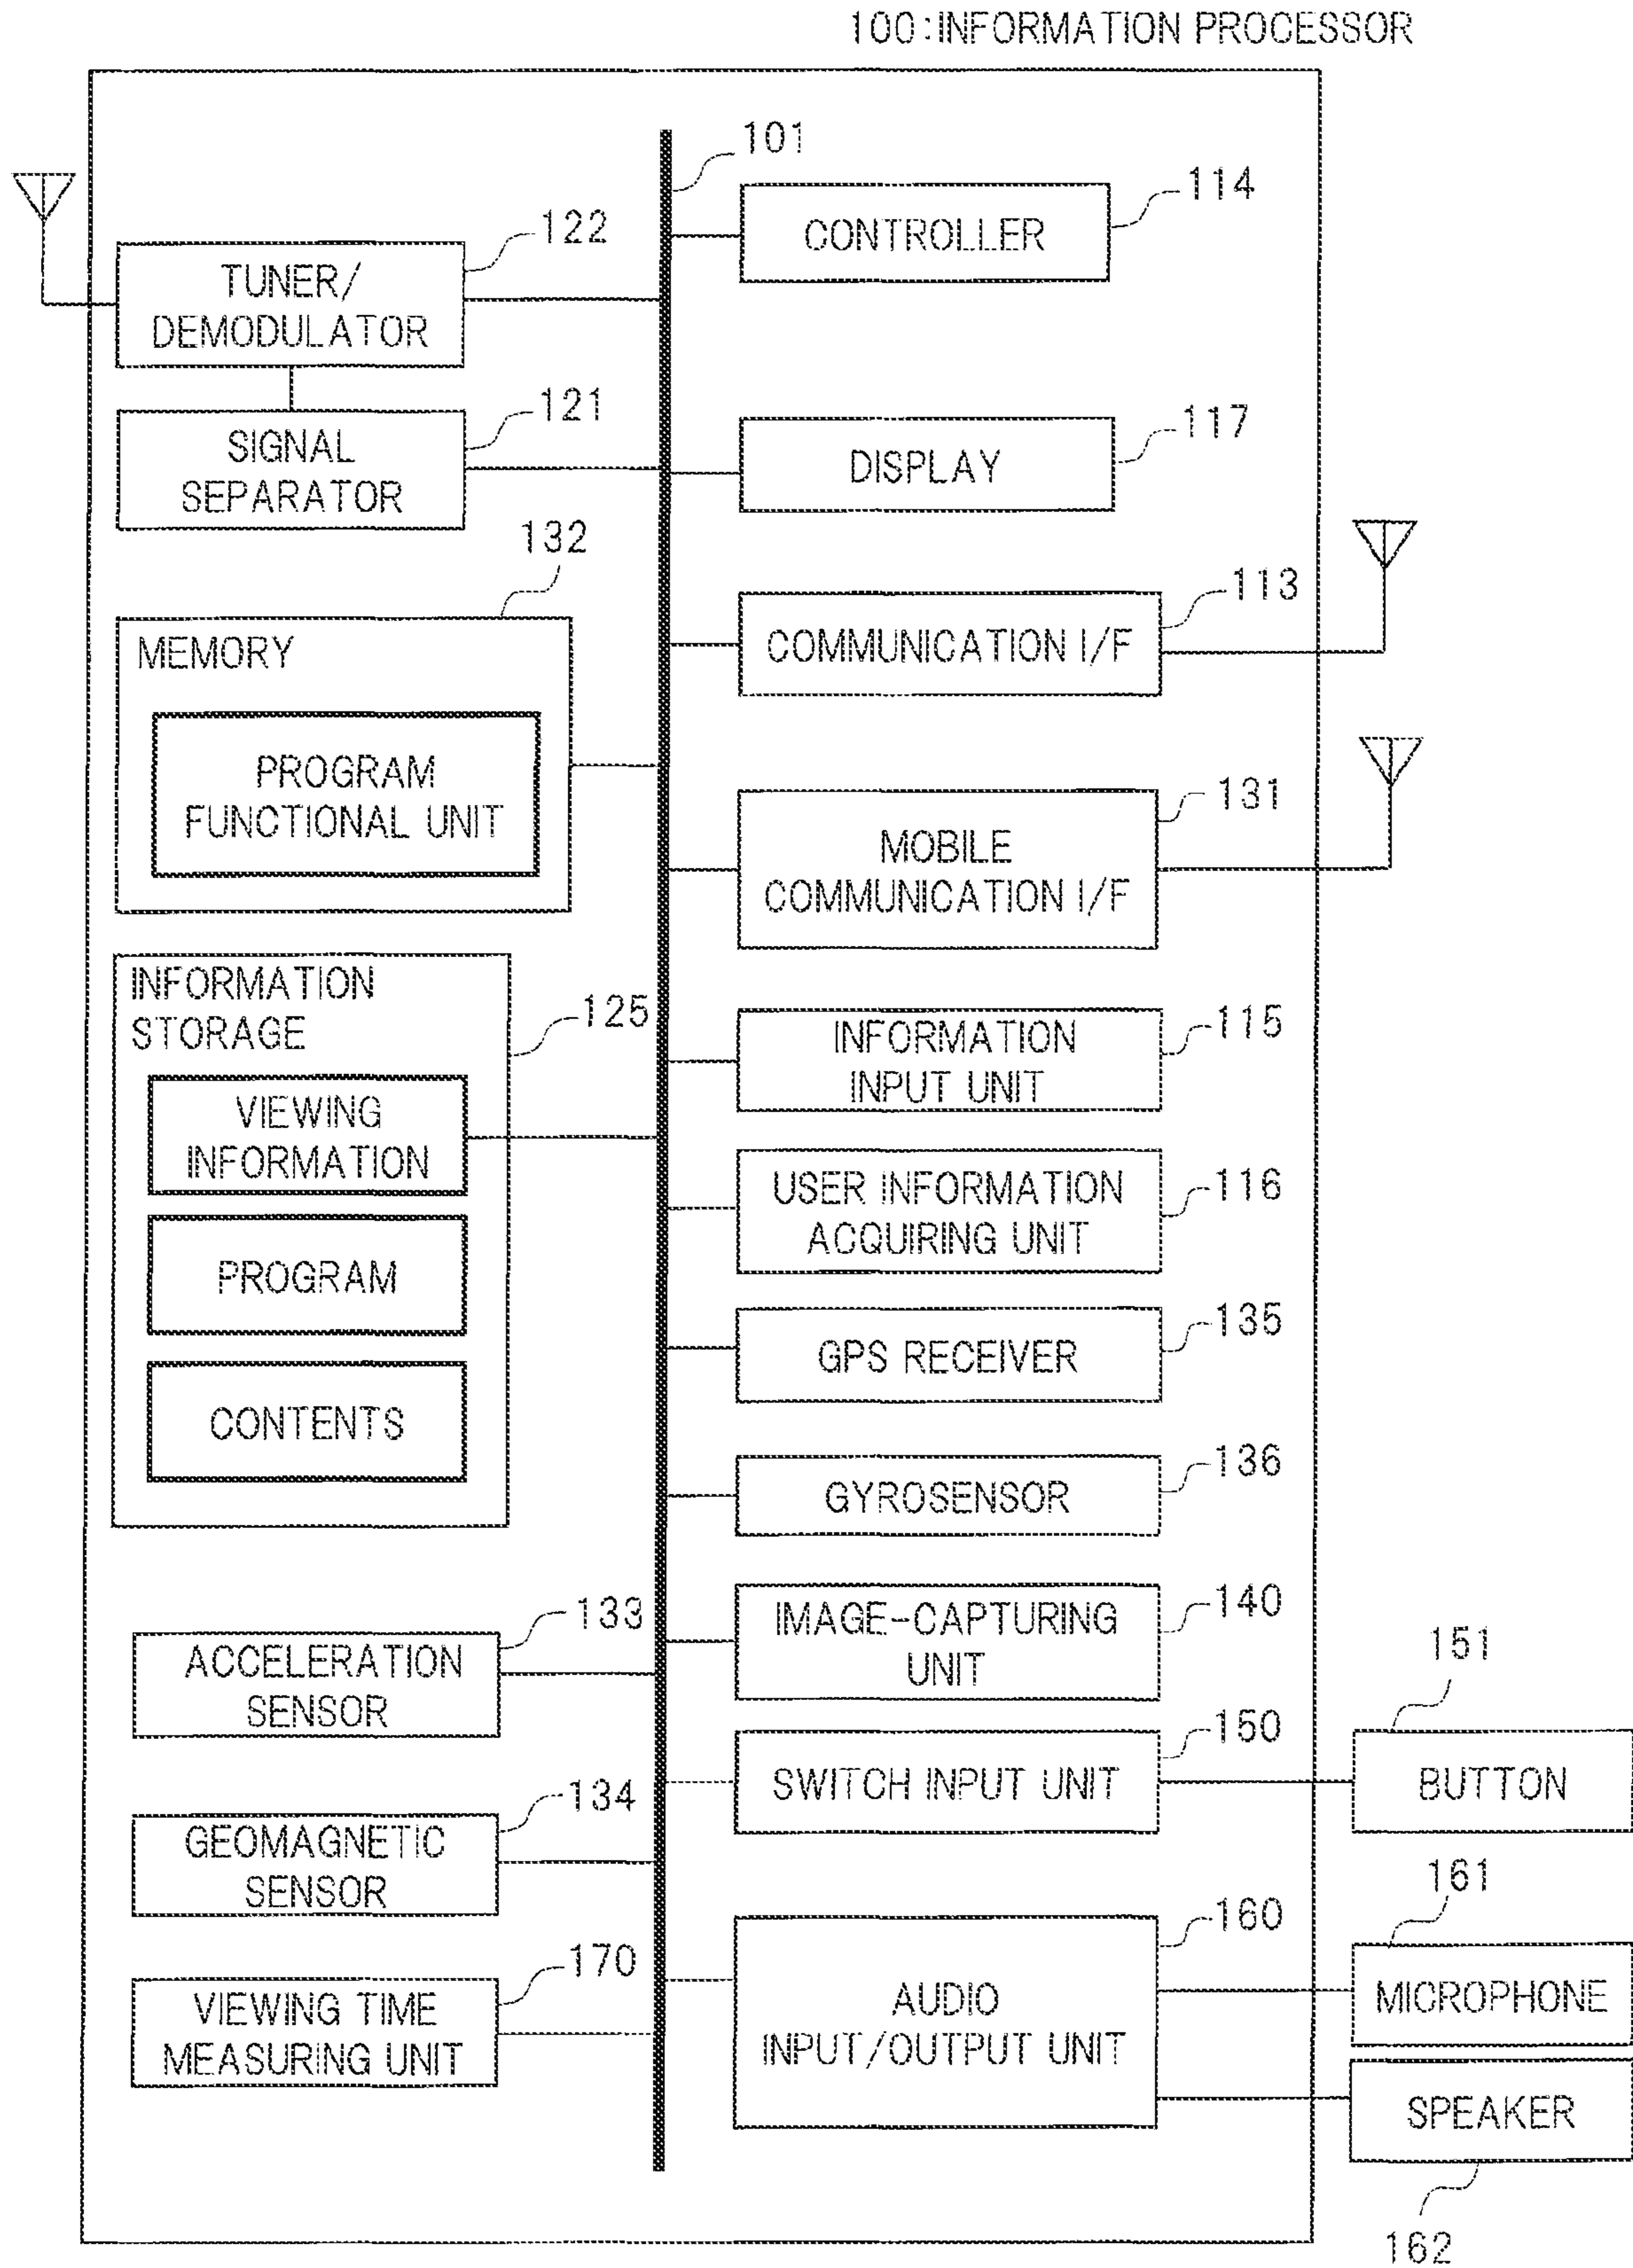 100:INFORMATION PROCESSOR
101
114
CONTROLLER
122
TUNER/
DEMODULATOR
121
SIGNAL
SEPARATOR
117
DISPLAY
132
MEMORY
PROGRAM
FUNCTIONAL UNIT
113
COMMUNICATION I/F
131
MOBILE
COMMUNICATION I/F
INFORMATION
STORAGE
125
VIEWING
INFORMATION
PROGRAM
CONTENTS
115
INFORMATION
INPUT UNIT
116
USER INFORMATION
ACQUIRING UNIT
135
GPS RECEIVER
136
GYROSENSOR
133
ACCELERATION
SENSOR
140
IMAGE-CAPTURING
UNIT
134
GEOMAGNETIC
SENSOR
150
SWITCH INPUT UNIT
151
BUTTON
170
VIEWING TIME
MEASURING UNIT
160
AUDIO
INPUT/OUTPUT UNIT
161
MICROPHONE
SPEAKER
162